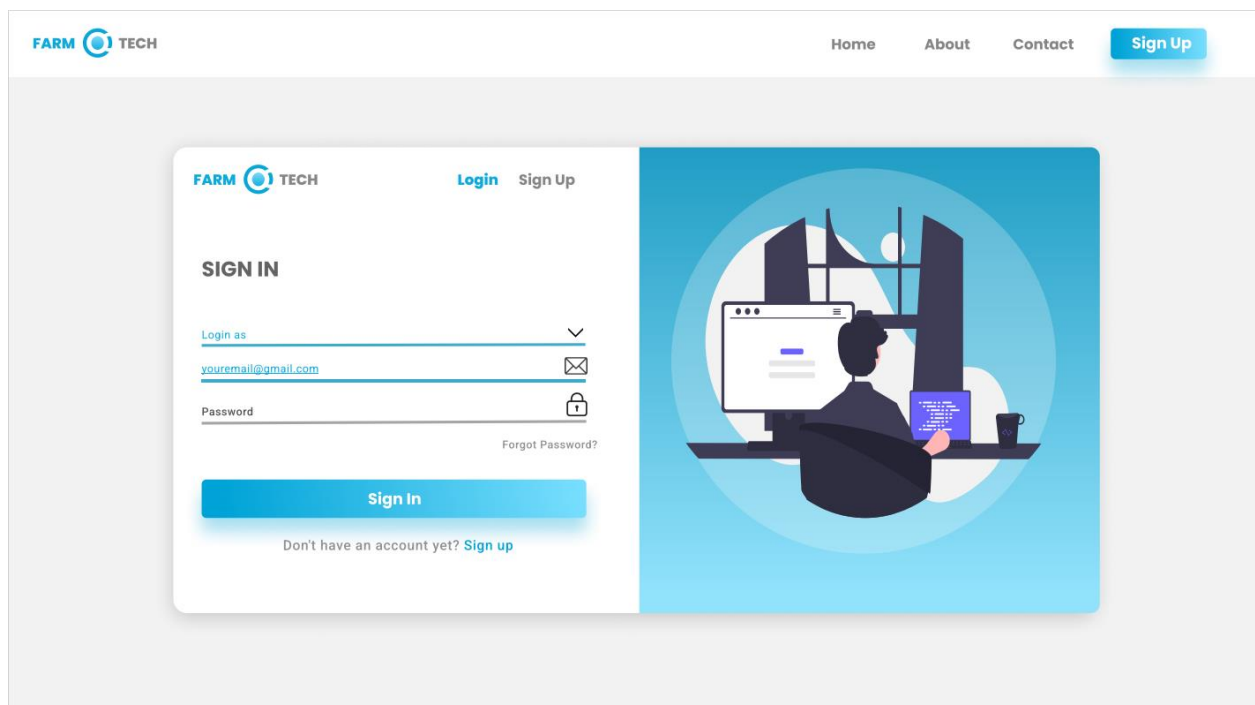 FARM TECH
Home About Contact Sign Up
FARM TECH
Login Sign Up
SIGN IN
Login as
youremail@gmail.com
Password
Forgot Password?
Sign In
Don't have an account yet? Sign up